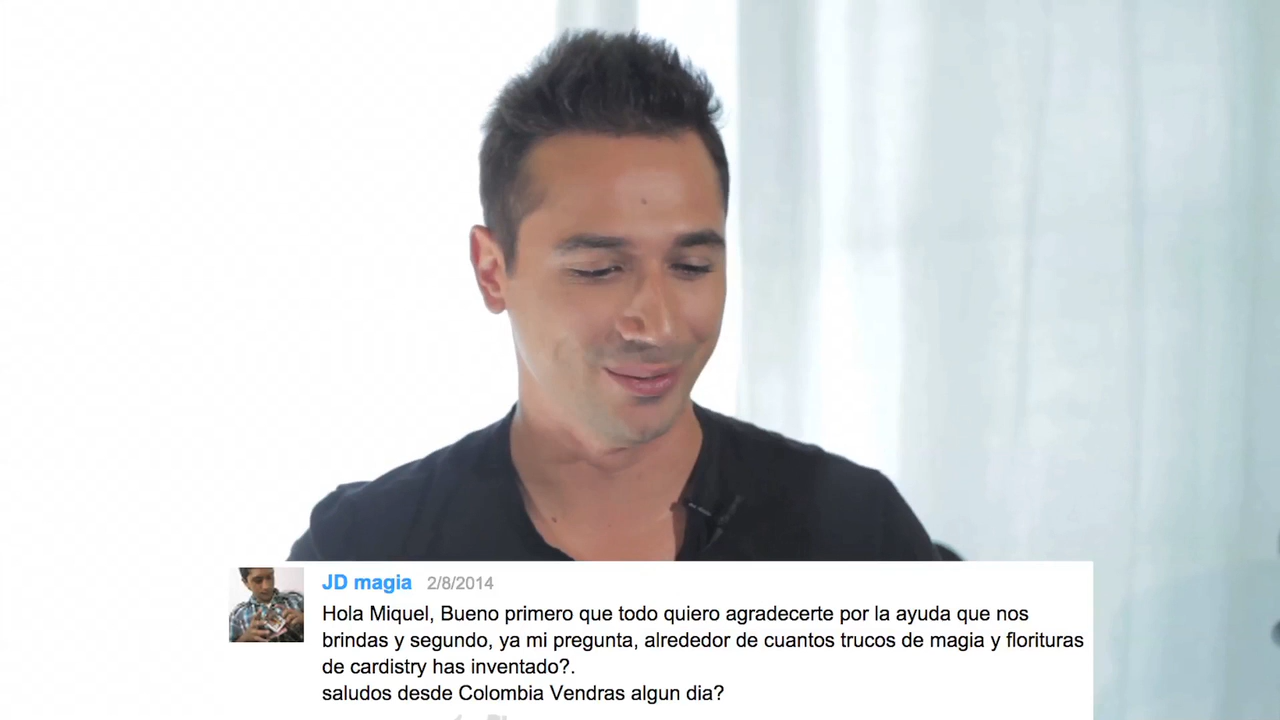 JD magia 2/8/2014
Hola Miquel, Bueno primero que todo quiero agradecerte por la ayuda que nos
brindas y segundo, ya mi pregunta, alrededor de cuantos trucos de magia y florituras
de cardistry has inventado?.
saludos desde Colombia Vendras algun dia?